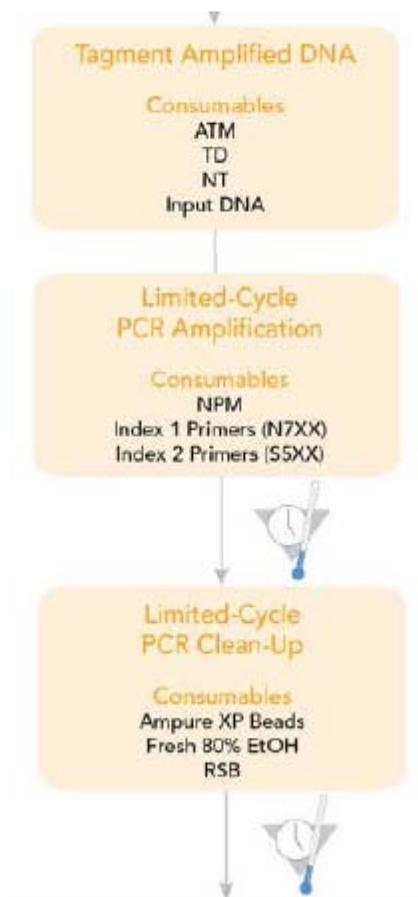 Tagment Amplified DNA
Consumables
ATM
TD
NT
Input DNA
Limited-Cycle
PCR Amplification
Consumables
NPM
Index 1 Primers (N7XX)
Index 2 Primers (S5XX)
Limited-Cycle
PCR Clean-Up
Consumables
Ampure XP Beads
Fresh 80% EtOH
RSB